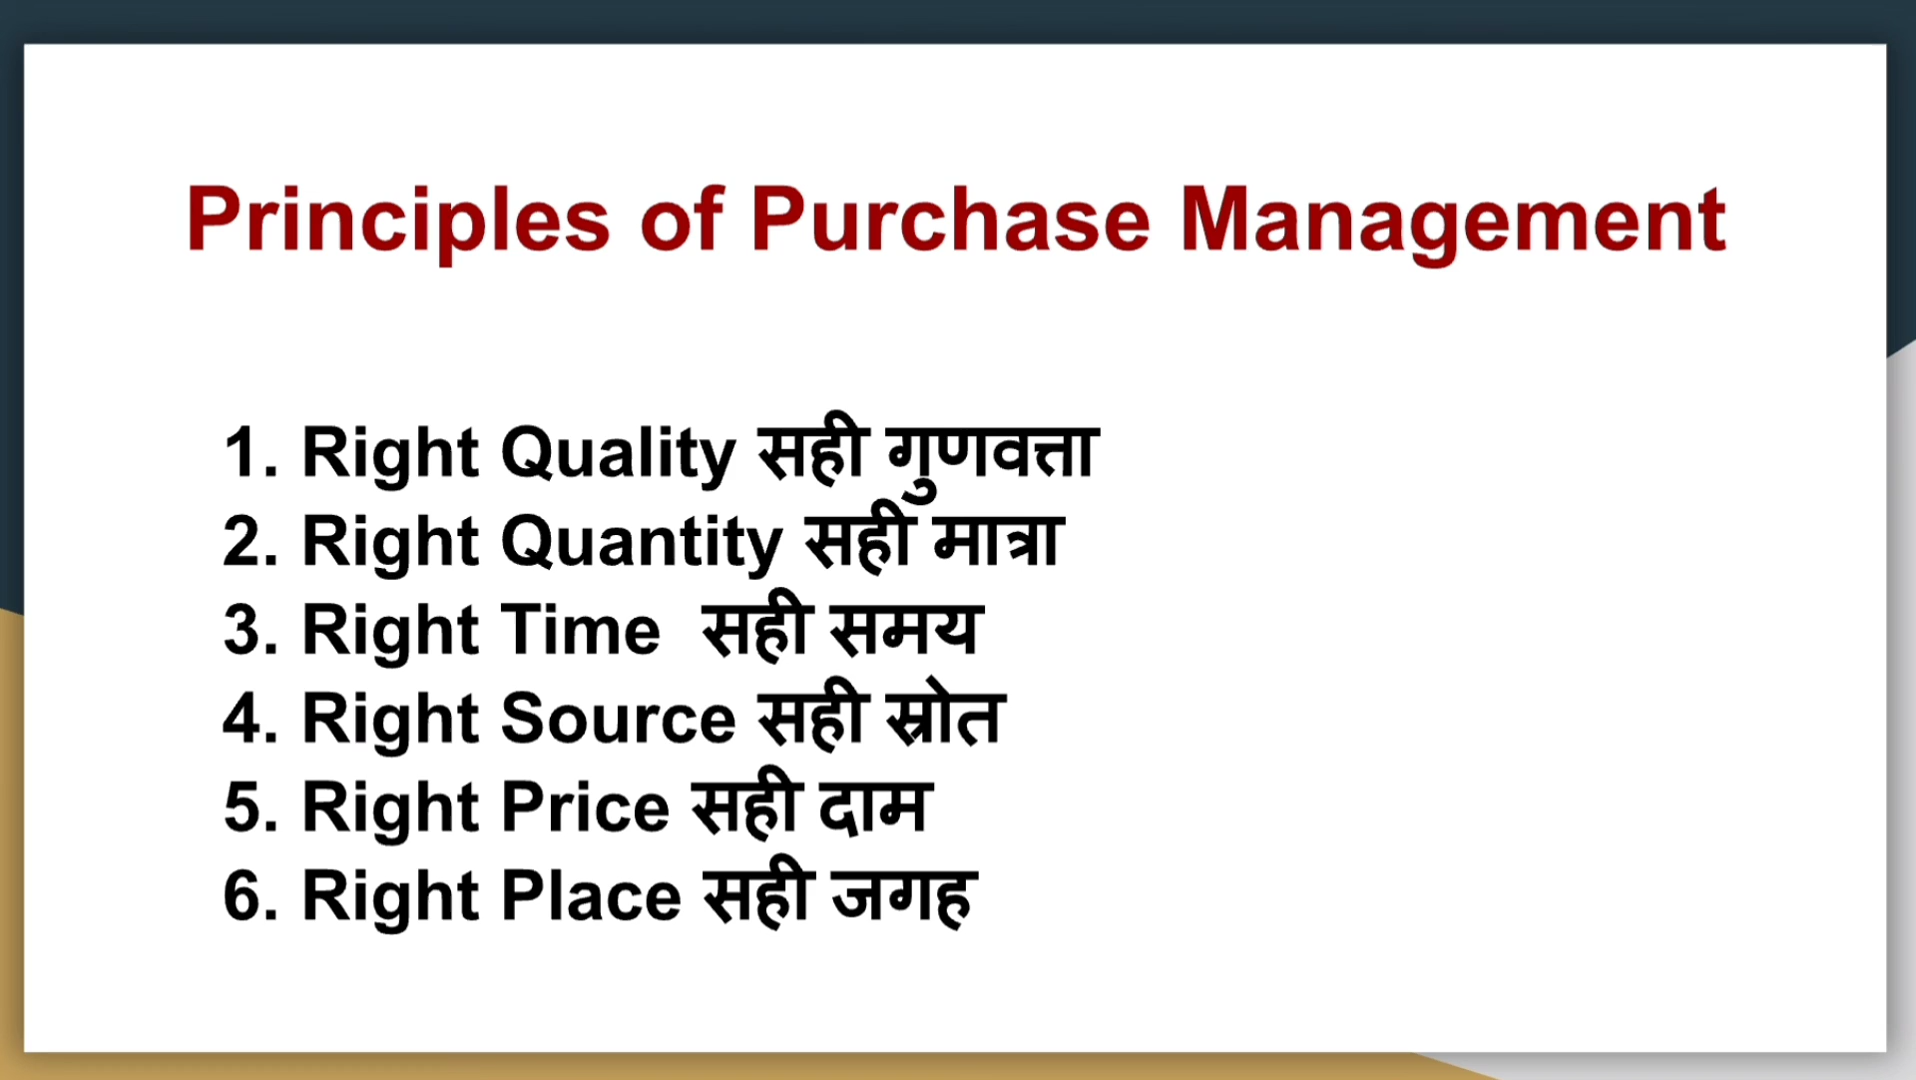 Principles of Purchase Management
1. Right Quality सही गुणवत्ता
2. Right Quantity सही मात्रा
3. Right Time  सही समय
4. Right Source सही स्रोत
5. Right Price सही दाम
6. Right Place सही जगह